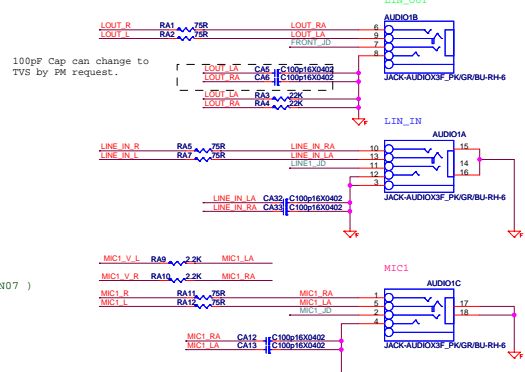 LIN_OUT
AUDIO1B
LOUT_R RA1 75R LOUT_RA 6
LOUT_L RA2 75R LOUT_LA 9
FRONT_JD 7
8
100pF Cap can change to
TVS by PM request.
LOUT_LA CA5 C100p16X0402
LOUT_RA CA6 C100p16X0402
JACK-AUDIOX3F_PK/GR/BU-RH-6
LOUT_LA RA3 22K
LOUT_RA RA4 22K
LIN_IN
AUDIO1A
LINE_IN_R RA5 75R LINE_IN_RA 10 15
LINE_IN_L RA7 75R LINE_IN_LA 13
LINE1_JD 11 14
12 16
3
JACK-AUDIOX3F_PK/GR/BU-RH-6
LINE_IN_LA CA32 C100p16X0402
LINE_IN_RA CA33 C100p16X0402
MIC1_V_L RA9 2.2K MIC1_LA
MIC1
MIC1_V_R RA10 2.2K MIC1_RA
AUDIO1C
N07 )
MIC1_R RA11 75R MIC1_RA 1
MIC1_L RA12 75R MIC1_LA 5 17
MIC1_JD 2 18
4
MIC1_RA CA12 C100p16X0402
MIC1_LA CA13 C100p16X0402
JACK-AUDIOX3F_PK/GR/BU-RH-6